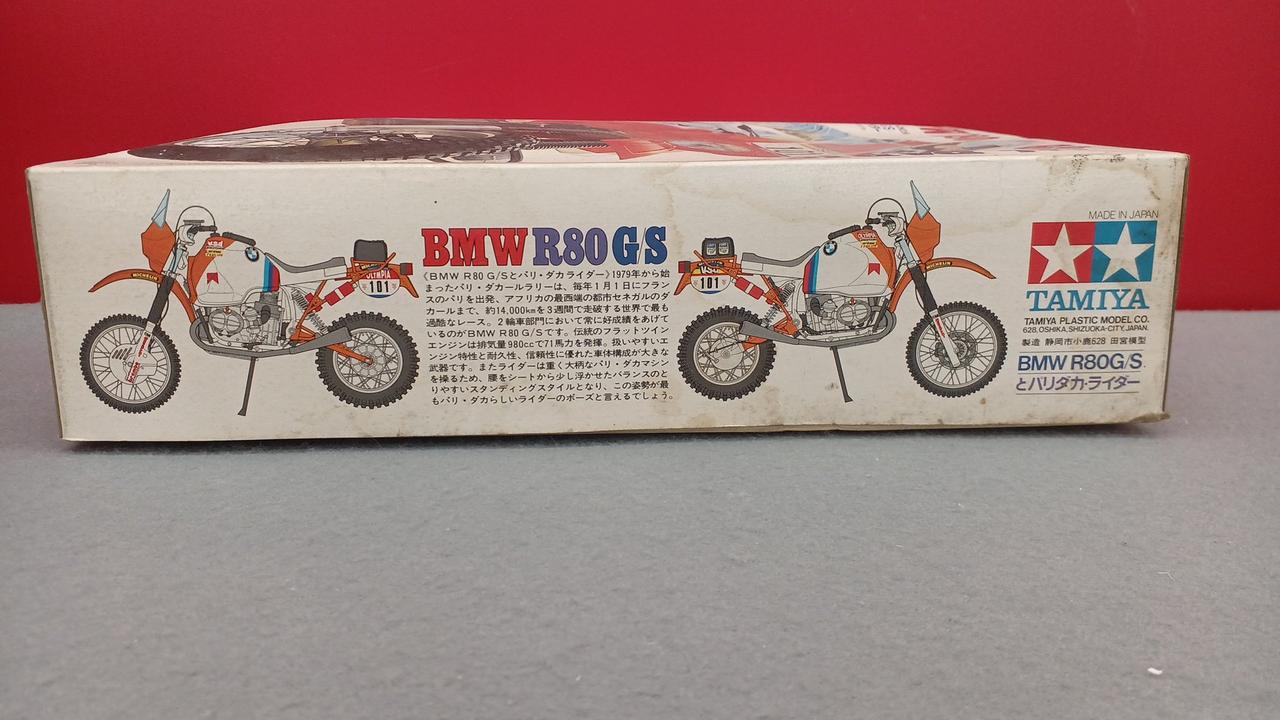 BMW R80 G/S
《BMW R80 G/Sとパリ・ダカライダー》1979年から始
まったパリ・ダカールラリーは、毎年1月1日にフラン
スのパリを出発、アフリカの最西端の都市セネガルのダ
カールまで、約14,000kmを3週間で走破する世界で最も
過酷なレース。2輪車部門において常に好成績をあげて
いるのがBMW R80 G/Sです。伝統のフラットツイン
エンジンは排気量980ccで71馬力を発揮。扱いやすいエ
ンジン特性と耐久性、信頼性に優れた車体構成が大きな
武器です。またライダーは重く大柄なパリ・ダカマシン
を操るため、腰をシートから少し浮かせバランスのと
りやすいスタンディングスタイルとなり、この姿勢が最
もパリ・ダカらしいライダーのポーズと言えるでしょう。
vsd
MICHELIN
OLYMPIA
101
VSD
101
OLYMPIA
MICHELIN
MADE IN JAPAN
TAMIYA
TAMIYA PLASTIC MODEL CO.
628, OSHIKA, SHIZUOKA-CITY, JAPAN.
製造 静岡市小鹿628 田宮模型
BMW R80G/S
とパリダカ・ライダー